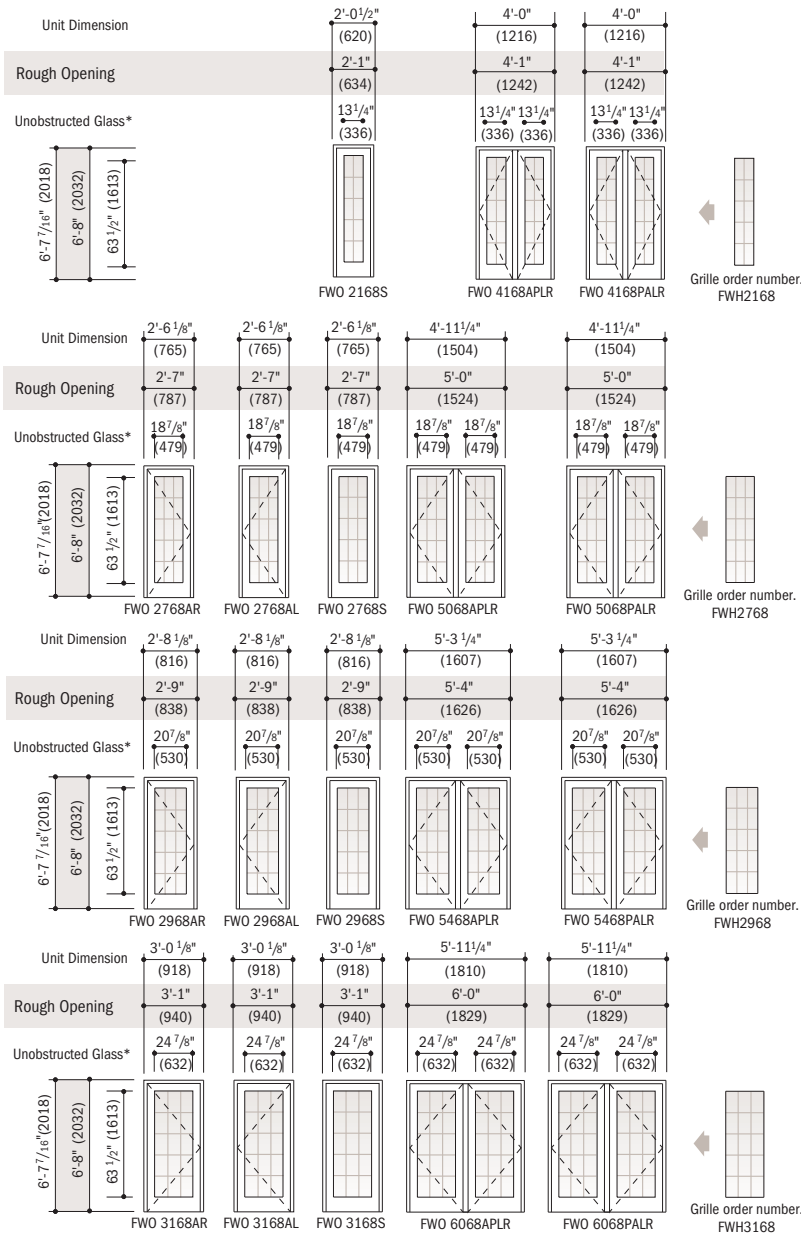 Unit Dimension 2'-0 1/2" 4'-0" 4'-0"
(620) (1216) (1216)
Rough Opening 2'-1" 4'-1" 4'-1"
(634) (1242) (1242)
Unobstructed Glass* 13 1/4" 13 1/4" 13 1/4" 13 1/4" 13 1/4"
(336) (336) (336) (336) (336)
6'-7 7/16" (2018) 6'-8" (2032) 63 1/2" (1613)
Grille order number.
FWO 2168S FWO 4168APLR FWO 4168PALR FWH2168
Unit Dimension 2'-6 1/8" 2'-6 1/8" 2'-6 1/8" 4'-11 1/4" 4'-11 1/4"
(765) (765) (765) (1504) (1504)
Rough Opening 2'-7" 2'-7" 2'-7" 5'-0" 5'-0"
(787) (787) (787) (1524) (1524)
Unobstructed Glass* 18 7/8" 18 7/8" 18 7/8" 18 7/8" 18 7/8" 18 7/8" 18 7/8"
(479) (479) (479) (479) (479) (479) (479)
6'-7 7/16" (2018) 6'-8" (2032) 63 1/2" (1613)
Grille order number.
FWO 2768AR FWO 2768AL FWO 2768S FWO 5068APLR FWO 5068PALR FWH2768
Unit Dimension 2'-8 1/8" 2'-8 1/8" 2'-8 1/8" 5'-3 1/4" 5'-3 1/4"
(816) (816) (816) (1607) (1607)
Rough Opening 2'-9" 2'-9" 2'-9" 5'-4" 5'-4"
(838) (838) (838) (1626) (1626)
Unobstructed Glass* 20 7/8" 20 7/8" 20 7/8" 20 7/8" 20 7/8" 20 7/8" 20 7/8"
(530) (530) (530) (530) (530) (530) (530)
6'-7 7/16" (2018) 6'-8" (2032) 63 1/2" (1613)
Grille order number.
FWO 2968AR FWO 2968AL FWO 2968S FWO 5468APLR FWO 5468PALR FWH2968
Unit Dimension 3'-0 1/8" 3'-0 1/8" 3'-0 1/8" 5'-11 1/4" 5'-11 1/4"
(918) (918) (918) (1810) (1810)
Rough Opening 3'-1" 3'-1" 3'-1" 6'-0" 6'-0"
(940) (940) (940) (1829) (1829)
Unobstructed Glass* 24 7/8" 24 7/8" 24 7/8" 24 7/8" 24 7/8" 24 7/8" 24 7/8"
(632) (632) (632) (632) (632) (632) (632)
6'-7 7/16" (2018) 6'-8" (2032) 63 1/2" (1613)
Grille order number.
FWO 3168AR FWO 3168AL FWO 3168S FWO 6068APLR FWO 6068PALR FWH3168